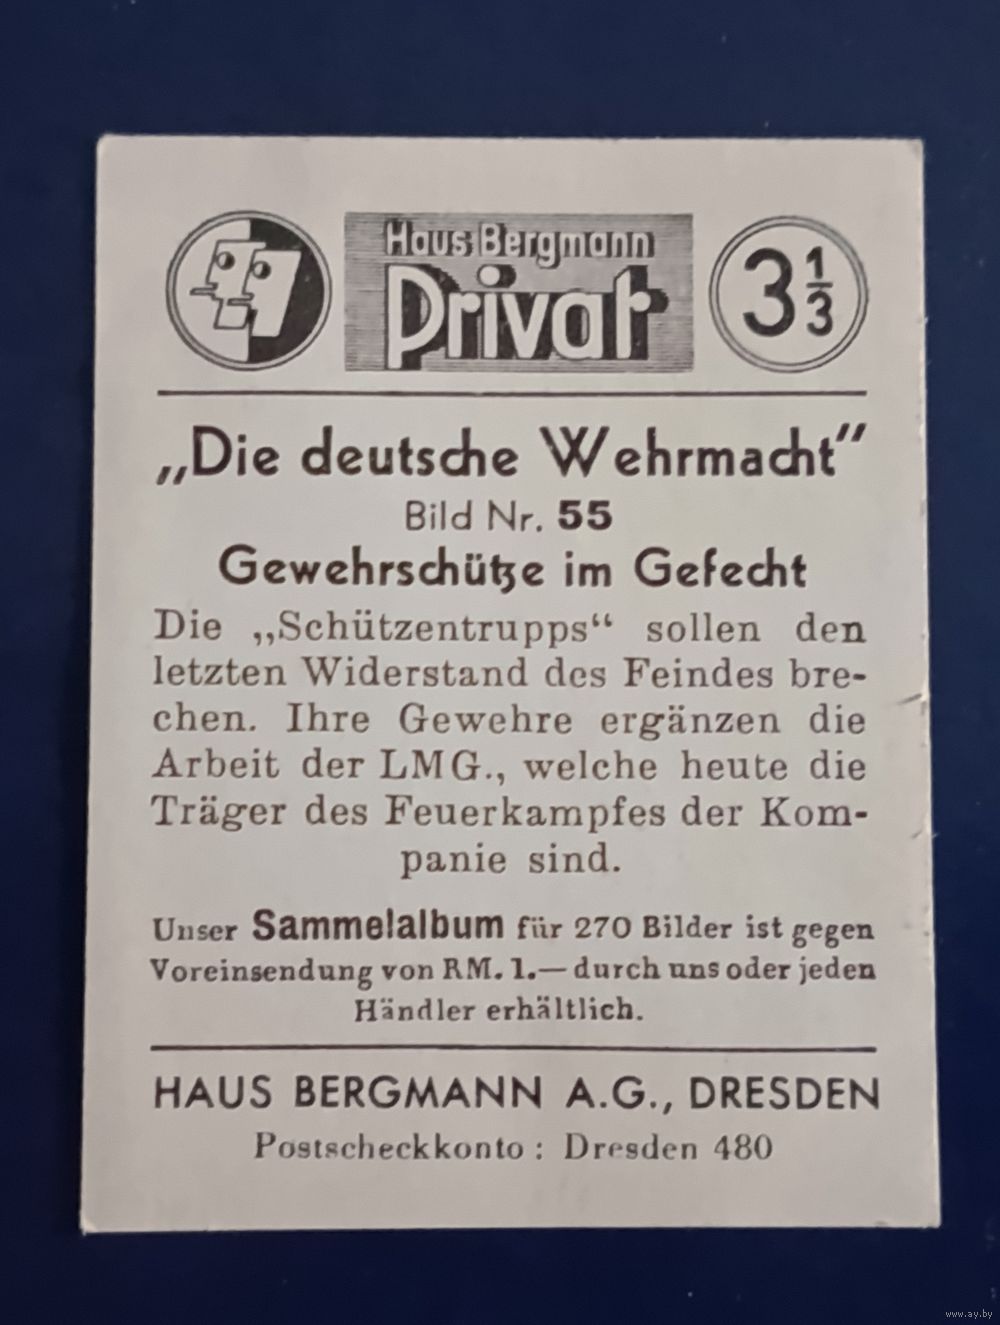 Haus Bergmann
Privat
3 1/3
„Die deutsche Wehrmacht“
Bild Nr. 55
Gewehrschütze im Gefecht
Die „Schützentrupps“ sollen den
letzten Widerstand des Feindes bre-
chen. Ihre Gewehre ergänzen die
Arbeit der LMG., welche heute die
Träger des Feuerkampfes der Kom-
panie sind.
Unser Sammelalbum für 270 Bilder ist gegen
Voreinsendung von RM. 1.— durch uns oder jeden
Händler erhältlich.
HAUS BERGMANN A.G., DRESDEN
Postscheckkonto: Dresden 480
www.ay.by